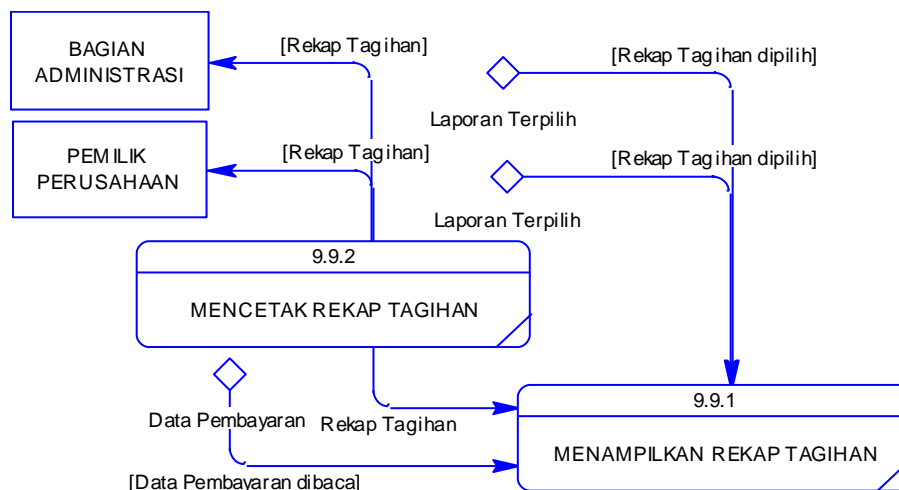 BAGIAN
ADMINISTRASI
[Rekap Tagihan]
[Rekap Tagihan dipilih]
Laporan Terpilih
PEMILIK
PERUSAHAAN
[Rekap Tagihan]
[Rekap Tagihan dipilih]
Laporan Terpilih
9.9.2
MENCETAK REKAP TAGIHAN
Data Pembayaran
Rekap Tagihan
[Data Pembayaran dibaca]
9.9.1
MENAMPILKAN REKAP TAGIHAN